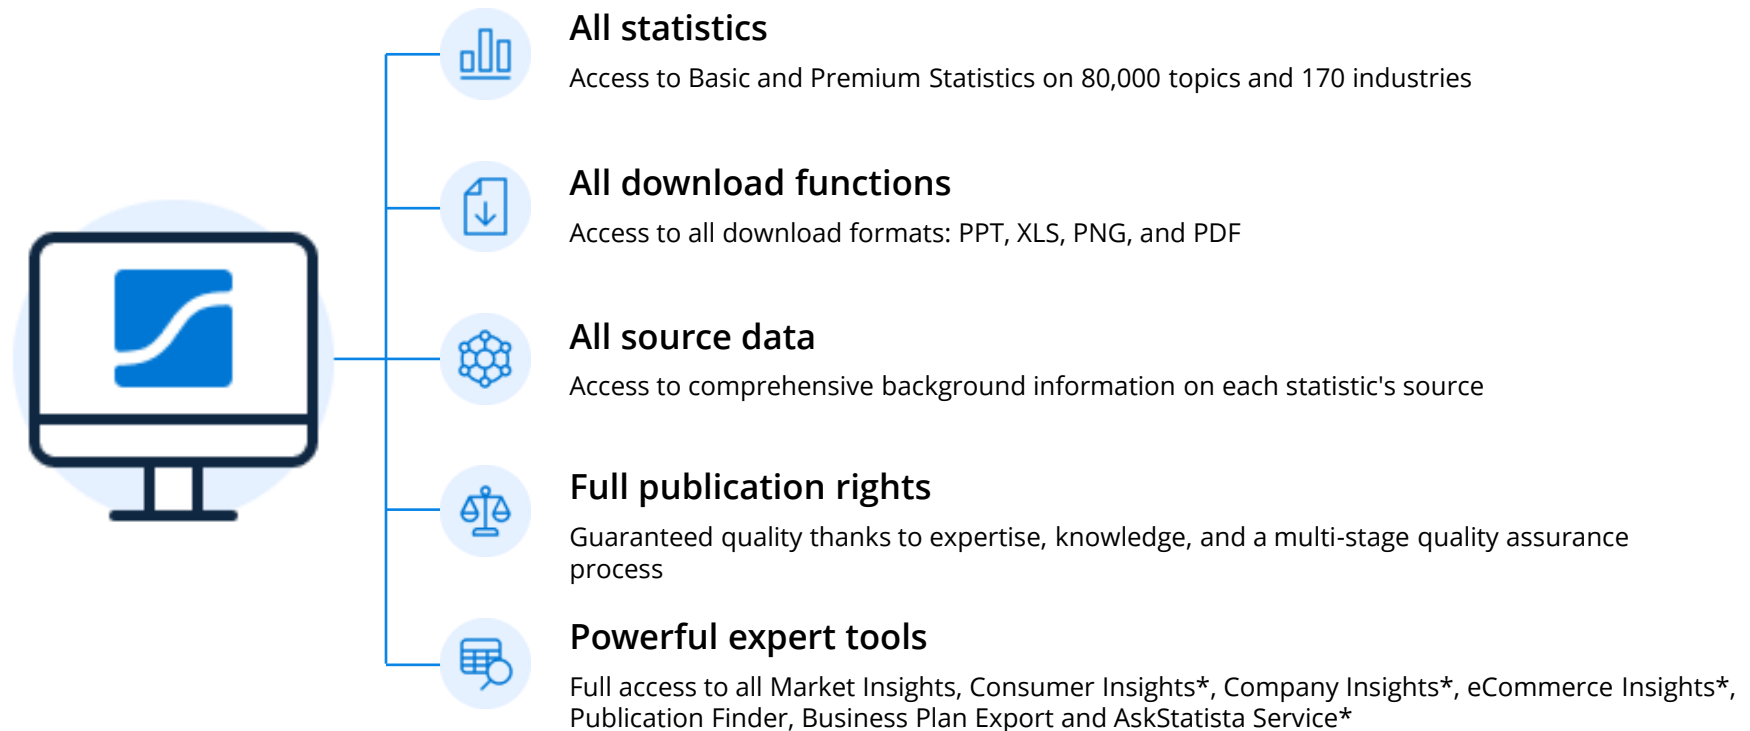 All statistics
Access to Basic and Premium Statistics on 80,000 topics and 170 industries
All download functions
Access to all download formats: PPT, XLS, PNG, and PDF
All source data
Access to comprehensive background information on each statistic's source
Full publication rights
Guaranteed quality thanks to expertise, knowledge, and a multi-stage quality assurance
process
Powerful expert tools
Full access to all Market Insights, Consumer Insights*, Company Insights*, eCommerce Insights*,
Publication Finder, Business Plan Export and AskStatista Service*